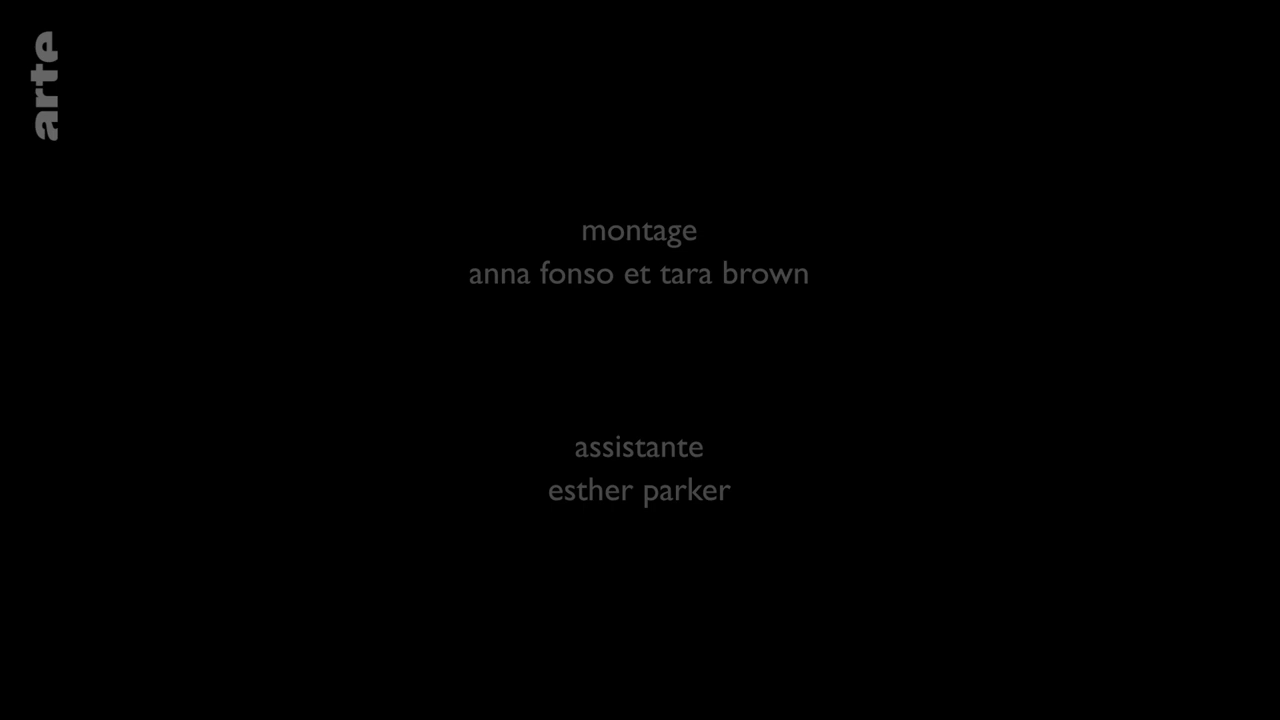 arte
montage
anna fonso et tara brown
assistante
esther parker